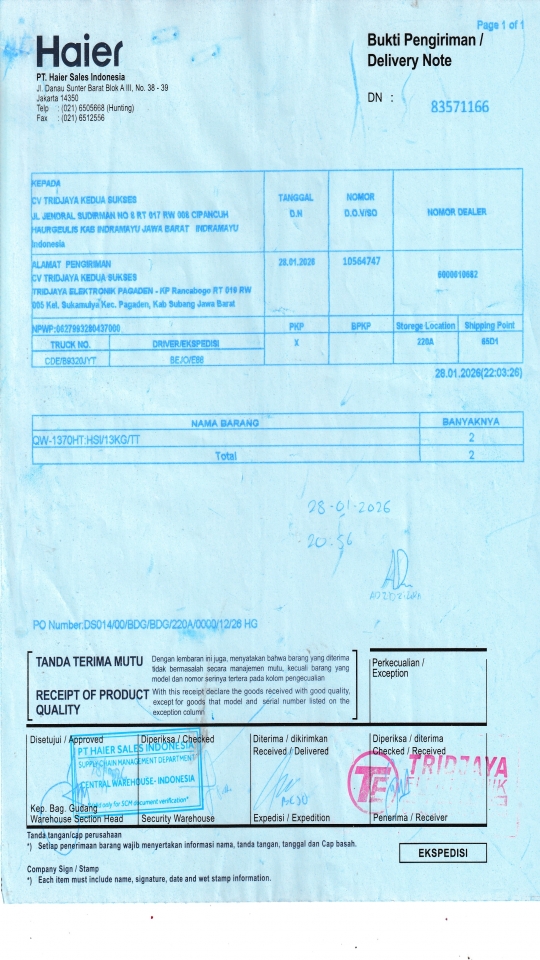 Page 1 of 1
Haier
Bukti Pengiriman /
Delivery Note
PT. Haier Sales Indonesia
Jl. Danau Sunter Barat Blok A III, No. 38 - 39
Jakarta 14350
Telp : (021) 6505668 (Hunting)
Fax : (021) 6512556
DN : 83571166
KEPADA
CV TRIDJAYA KEDUA SUKSES
JL JENDRAL SUDIRMAN NO 8 RT 017 RW 008 CIPANCUH
HAURGEULIS KAB INDRAMAYU JAWA BARAT INDRAMAYU
Indonesia
TANGGAL
D.N
NOMOR
D.O.V/SO
NOMOR DEALER
ALAMAT PENGIRIMAN
CV TRIDJAYA KEDUA SUKSES
TRIDJAYA ELEKTRONIK PAGADEN - KP Rancabogo RT 019 RW
005 Kel. Sukamulya Kec. Pagaden, Kab Subang Jawa Barat
28.01.2026
10564747
NPWP:0627993280437000
PKP
BPKP
Storege Location
Shipping Point
TRUCK NO.
DRIVER/EKSPEDISI
X
220A
65D1
CDE/B9320JYT
BEJO/E86
28.01.2026(22:03:26)
NAMA BARANG
BANYAKNYA
QW-1370HT:HSI/13KG/TT
2
Total
2
28-01-2026
20.56
PO Number:DS014/00/BDG/BDG/220A/0000/12/26 HG
TANDA TERIMA MUTU
Dengan lembaran ini juga, menyatakan bahwa barang yang diterima
tidak bermasalah secara manajemen mutu, kecuali barang yang
model dan nomor serinya tertera pada kolom pengecualian
RECEIPT OF PRODUCT
QUALITY
With this receipt declare the goods received with good quality,
except for goods that model and serial number listed on the
exception column
Perkecualian /
Exception
Disetujui / Approved
Diperiksa / Checked
Diterima / dikirimkan
Received / Delivered
Diperiksa / diterima
Checked / Received
PT HAIER SALES INDONESIA
SUPPLY CHAIN MANAGEMENT DEPARTMENT
CENTRAL WAREHOUSE- INDONESIA
only for SCM document verification*
TRIDJAYA
Kep. Bag. Gudang
Warehouse Section Head
Security Warehouse
Expedisi / Expedition
Penerima / Receiver
Tanda tangan/cap perusahaan
*) Setiap penerimaan barang wajib menyertakan informasi nama, tanda tangan, tanggal dan Cap basah.
EKSPEDISI
Company Sign / Stamp
*) Each item must include name, signature, date and wet stamp information.